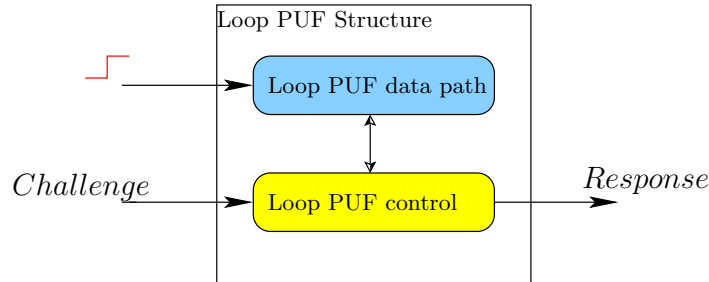 Loop PUF Structure
Loop PUF data path
Challenge
Loop PUF control
Response